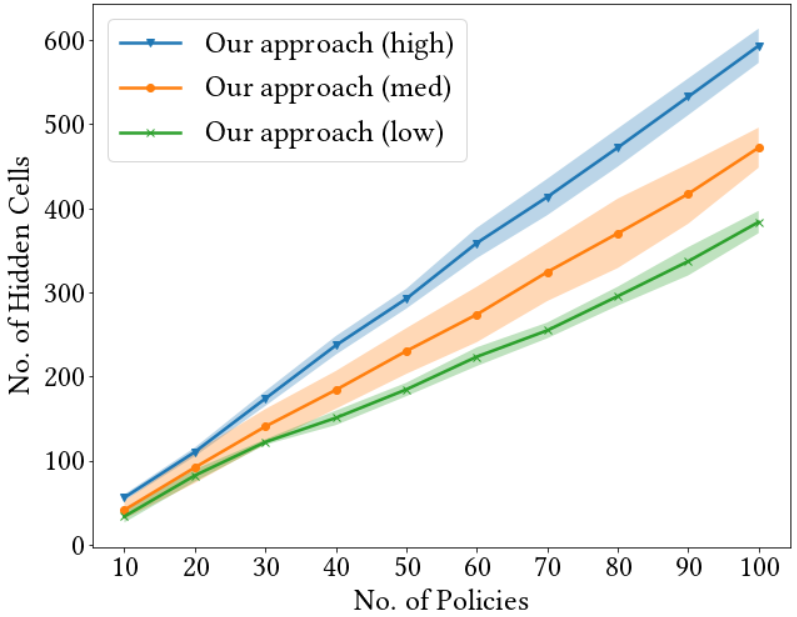 Our approach (high)
Our approach (med)
Our approach (low)
No. of Hidden Cells
600
500
400
300
200
100
0
10 20 30 40 50 60 70 80 90 100
No. of Policies